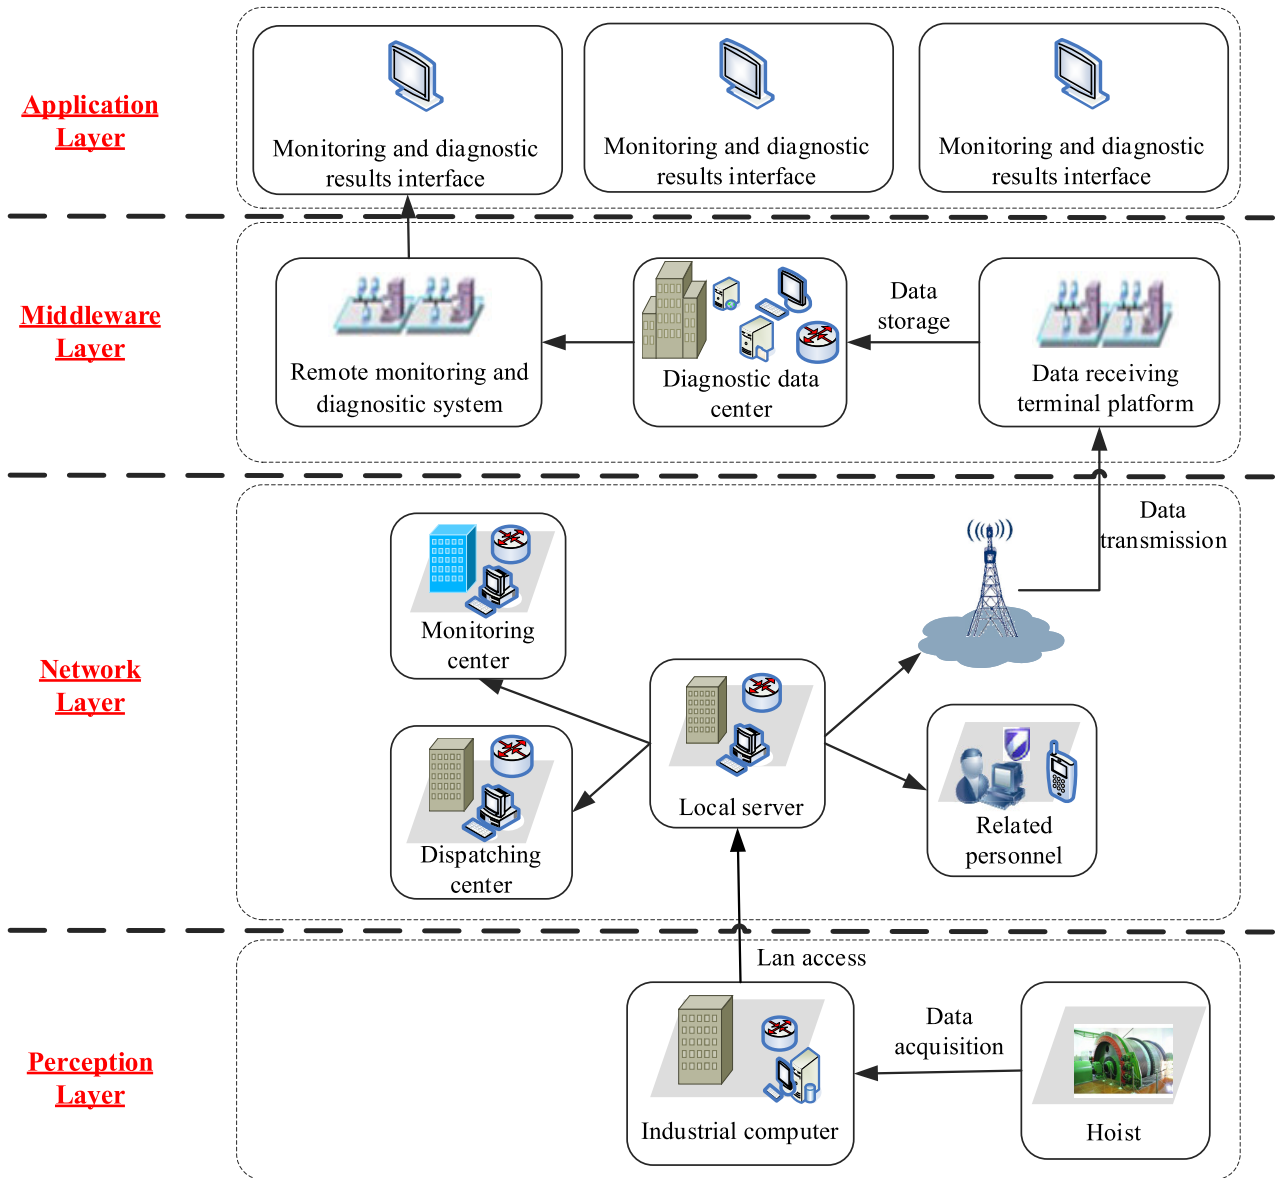 Application
Layer
Monitoring and diagnostic
results interface
Monitoring and diagnostic
results interface
Monitoring and diagnostic
results interface
Middleware
Layer
Remote monitoring and
diagnositic system
Diagnostic data
center
Data
storage
Data receiving
terminal platform
Network
Layer
Monitoring
center
Data
transmission
Dispatching
center
Local server
Related
personnel
Perception
Layer
Lan access
Industrial computer
Data
acquisition
Hoist